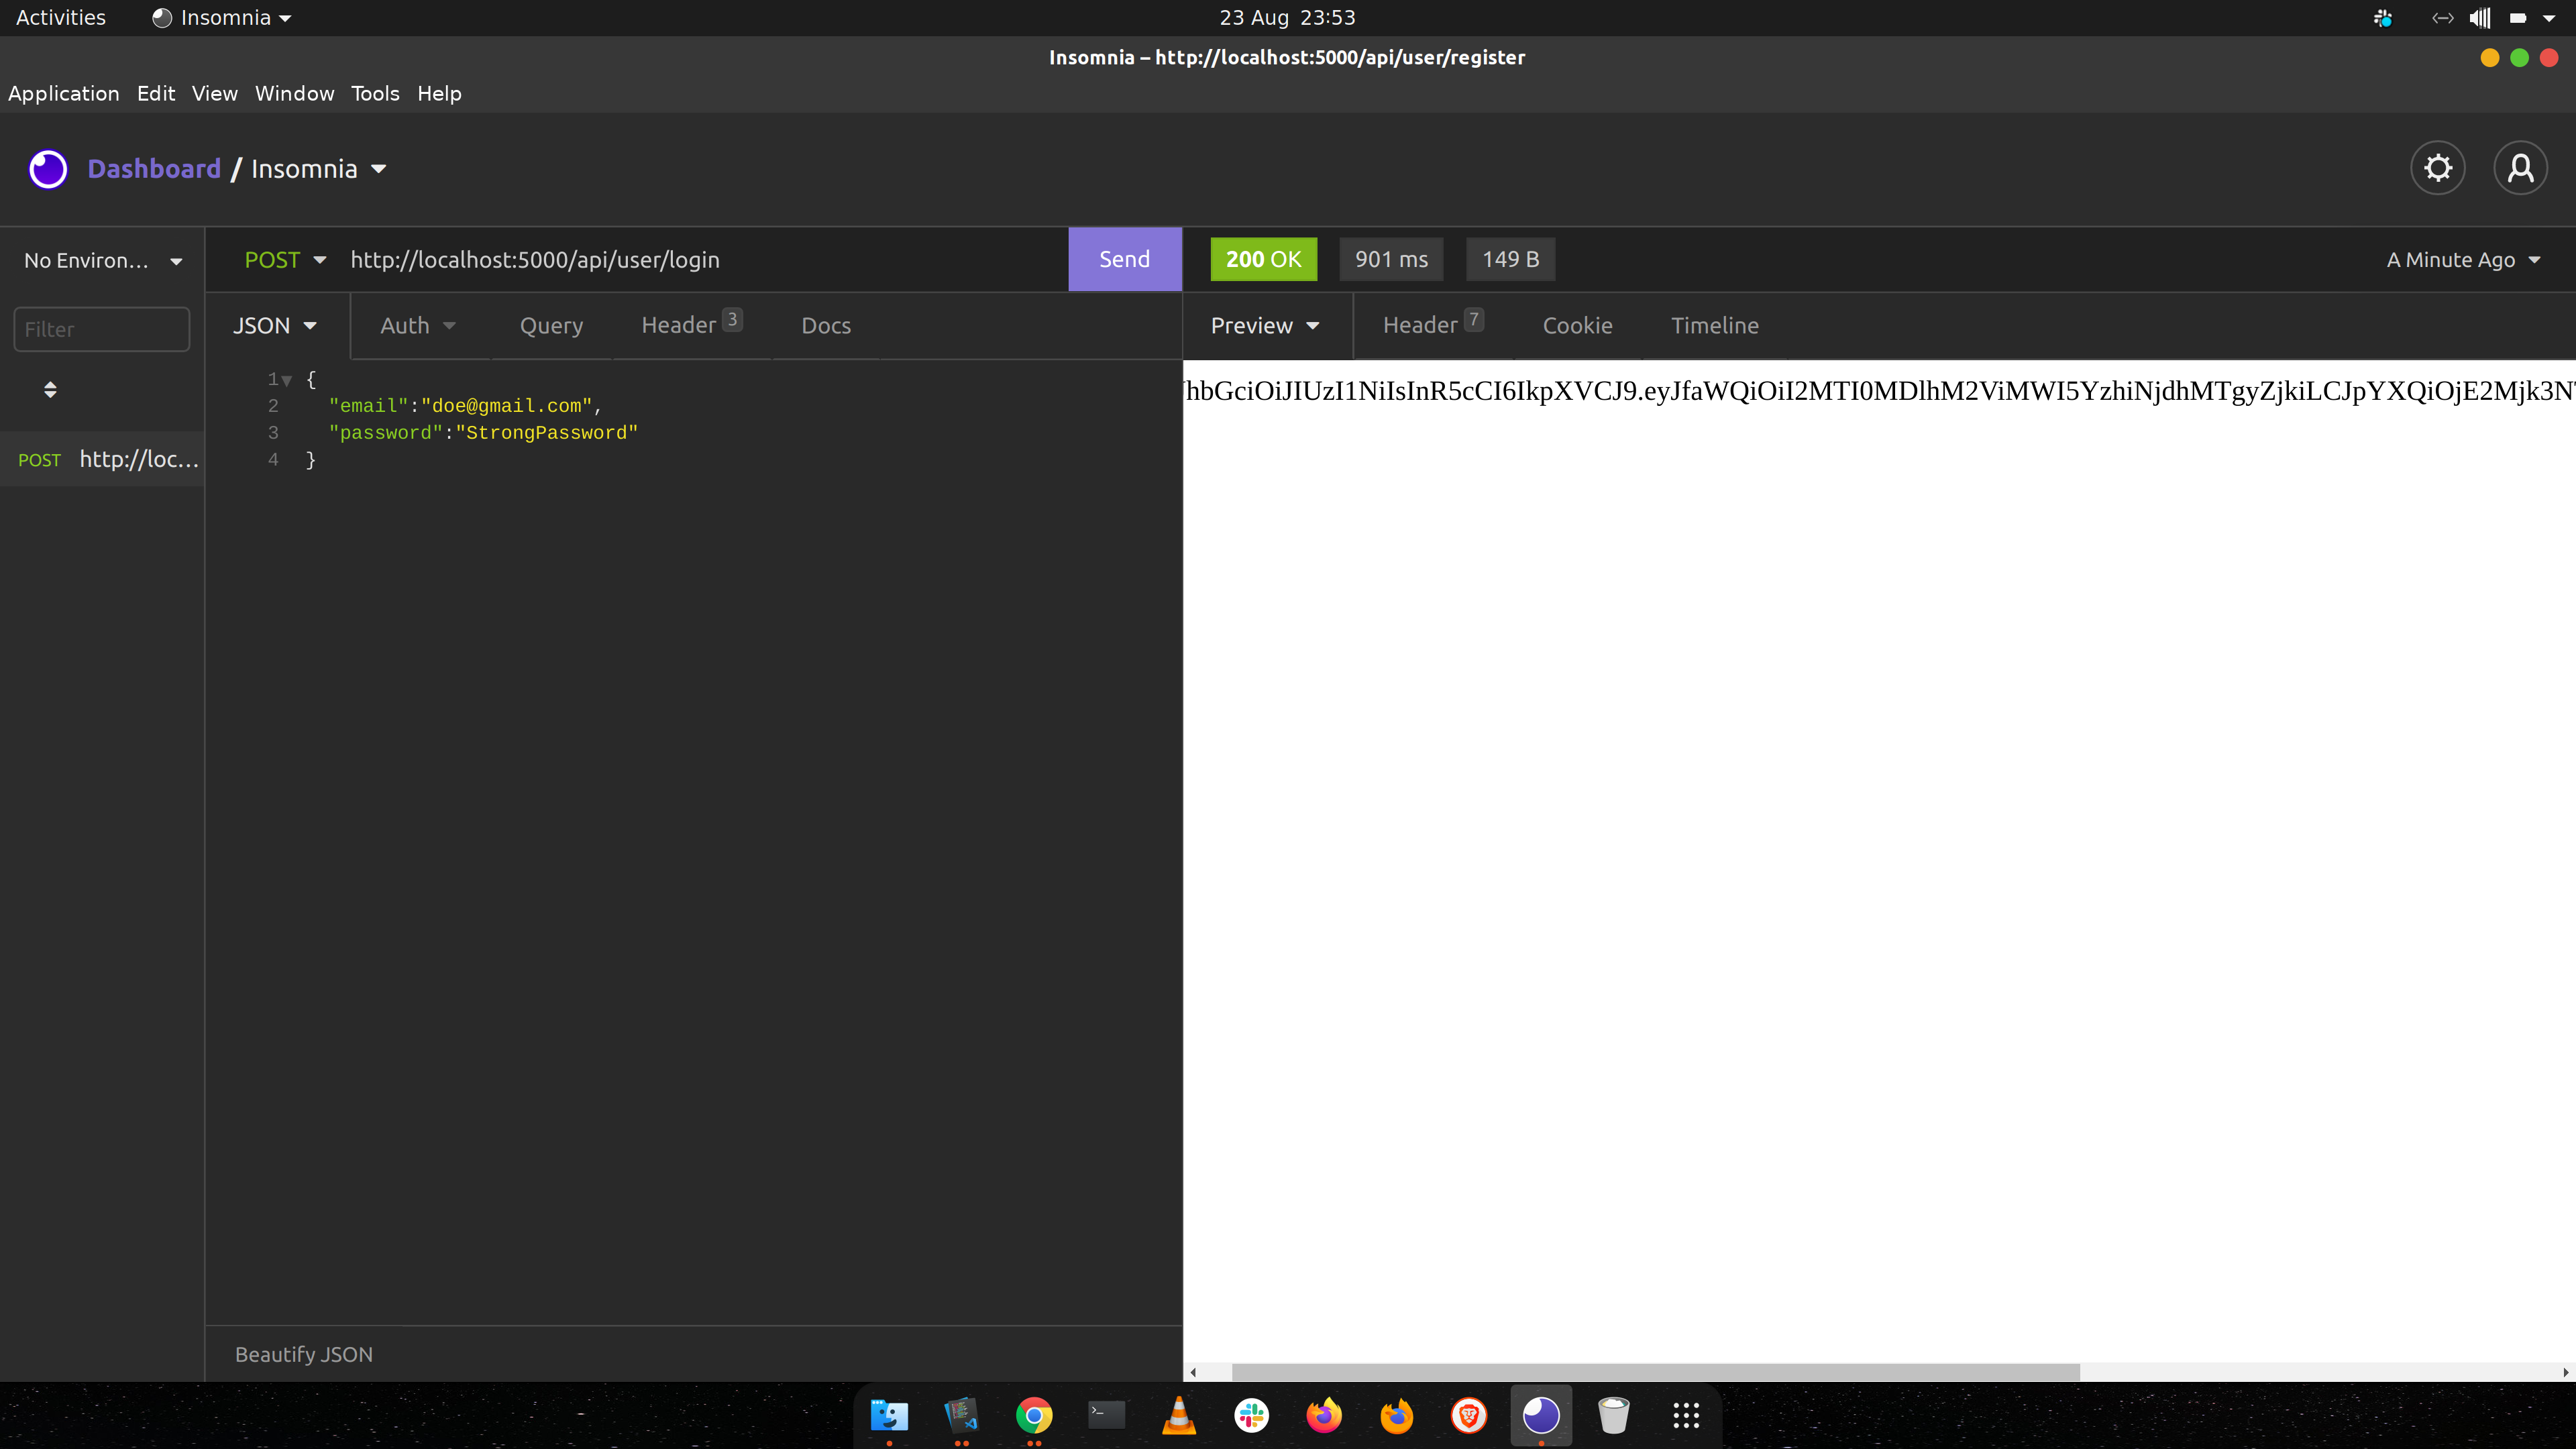 Activities Insomnia 23 Aug 23:53
Insomnia – http://localhost:5000/api/user/register
Application Edit View Window Tools Help
Dashboard / Insomnia
No Environ... POST http://localhost:5000/api/user/login Send 200 OK 901 ms 149 B A Minute Ago
Filter JSON Auth Query Header 3 Docs Preview Header 7 Cookie Timeline
1 {
2 "email":"doe@gmail.com",
3 "password":"StrongPassword"
4 }
hbGciOiJIUzI1NiIsInR5cCI6IkpXVCJ9.eyJfaWQiOiI2MTI0MDlhM2ViMWI5YzhiNjdhMTgyZjkiLCJpYXQiOjE2Mjk3N
POST http://loc...
Beautify JSON